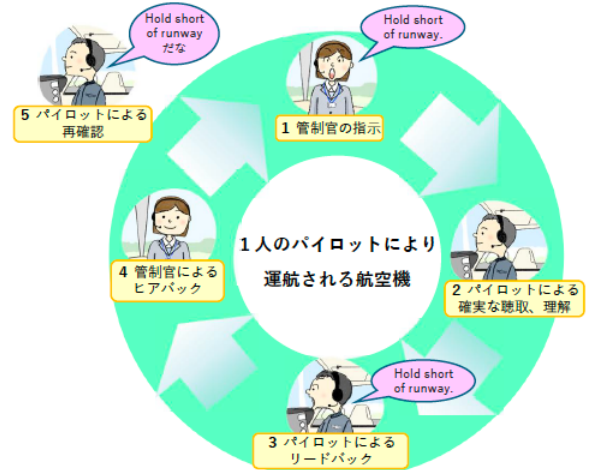 Hold short
of runway.
1 管制官の指示
2 パイロットによる
確実な聴取、理解
Hold short
of runway.
3 パイロットによる
リードバック
4 管制官による
ヒアバック
Hold short
of runway
だな
5 パイロットによる
再確認
1人のパイロットにより
運航される航空機